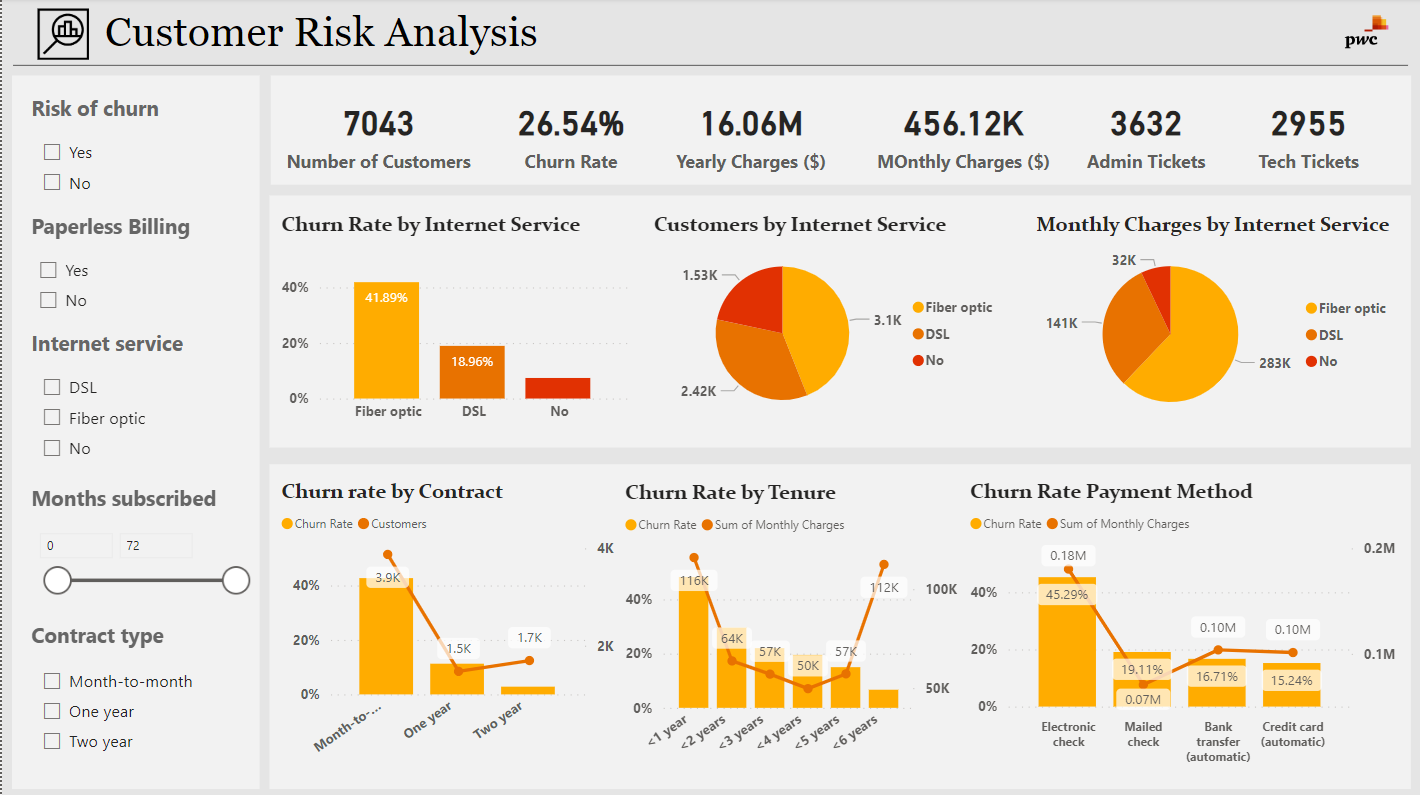 Customer Risk Analysis
pwc
Risk of churn
Yes
No
Paperless Billing
Yes
No
Internet service
DSL
Fiber optic
No
Months subscribed
0 72
Contract type
Month-to-month
One year
Two year
7043 26.54% 16.06M 456.12K 3632 2955
Number of Customers Churn Rate Yearly Charges ($) MOnthly Charges ($) Admin Tickets Tech Tickets
Churn Rate by Internet Service
40%
20%
0%
41.89%
18.96%
Fiber optic DSL No
Customers by Internet Service
1.53K
3.1K
2.42K
Fiber optic
DSL
No
Monthly Charges by Internet Service
32K
141K
283K
Fiber optic
DSL
No
Churn rate by Contract
Churn Rate Customers
4K
2K
40%
20%
0%
3.9K
1.5K
1.7K
Month-to-...
One year
Two year
Churn Rate by Tenure
Churn Rate Sum of Monthly Charges
40%
20%
0%
116K
64K
57K
50K
57K
112K
100K
50K
<1 year
<2 years
<3 years
<4 years
<5 years
<6 years
Churn Rate Payment Method
Churn Rate Sum of Monthly Charges
0.2M
0.1M
40%
20%
0%
0.18M
45.29%
19.11%
0.07M
0.10M
16.71%
0.10M
15.24%
Electronic
check
Mailed
check
Bank
transfer
(automatic)
Credit card
(automatic)